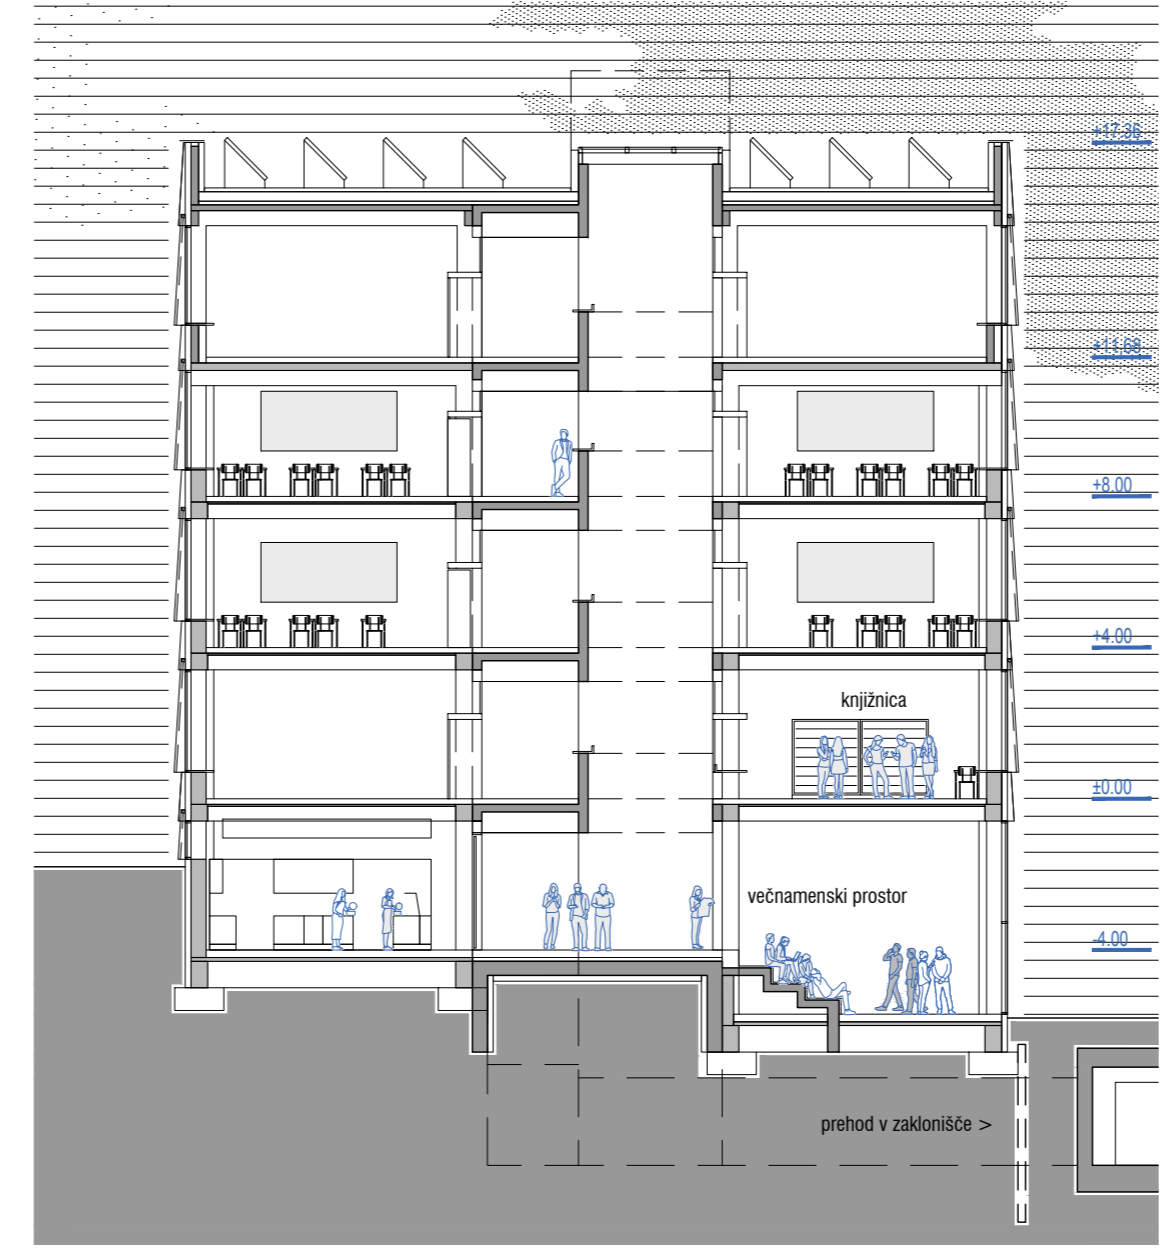 +17.36
+11.68
+8.00
+4.00
knjižnica
±0.00
večnamenski prostor
-4.00
prehod v zaklonišče >